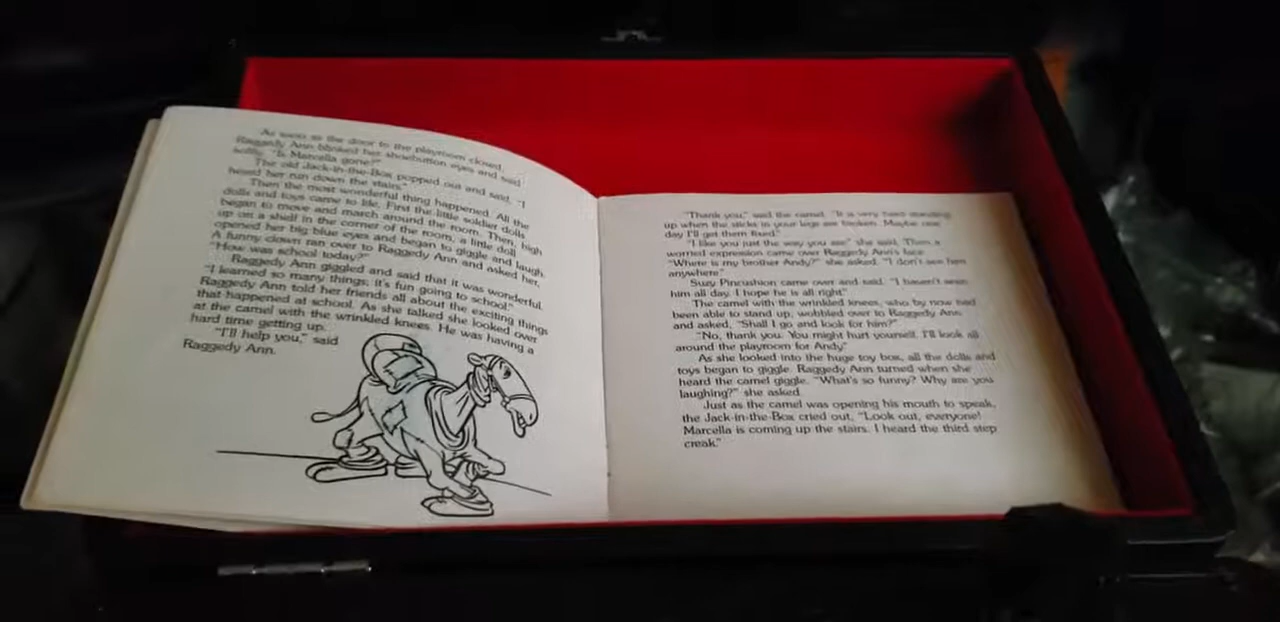 As soon as the door to the playroom closed,
Raggedy Ann blinked her shoebutton eyes and said
softly, "Is Marcella gone?"
The old Jack-in-the-Box popped out and said, "I
heard her run down the stairs."
Then the most wonderful thing happened. All the
dolls and toys came to life. First the little soldier dolls
began to move and march around the room. Then, high
up on a shelf in the corner of the room, a little doll
opened her big blue eyes and began to giggle and laugh.
A funny clown ran over to Raggedy Ann and asked her,
"How was school today?"
Raggedy Ann giggled and said that it was wonderful.
"I learned so many things; it's fun going to school."
Raggedy Ann told her friends all about the exciting things
that happened at school. As she talked she looked over
at the camel with the wrinkled knees. He was having a
hard time getting up.
"I'll help you," said
Raggedy Ann.
"Thank you," said the camel. "It is very hard standing
up when the sticks in your legs are broken. Maybe one
day I'll get them fixed."
"I like you just the way you are," she said. Then a
worried expression came over Raggedy Ann's face.
"Where is my brother Andy?" she asked. "I don't see him
anywhere."
Suzy Pincushion came over and said. "I haven't seen
him all day. I hope he is all right."
The camel with the wrinkled knees, who by now had
been able to stand up, wobbled over to Raggedy Ann
and asked, "Shall I go and look for him?"
"No, thank you. You might hurt yourself. I'll look all
around the playroom for Andy."
As she looked into the huge toy box, all the dolls and
toys began to giggle. Raggedy Ann turned when she
heard the camel giggle. "What's so funny? Why are you
laughing?" she asked.
Just as the camel was opening his mouth to speak,
the Jack-in-the-Box cried out, "Look out, everyone!
Marcella is coming up the stairs. I heard the third step
creak."